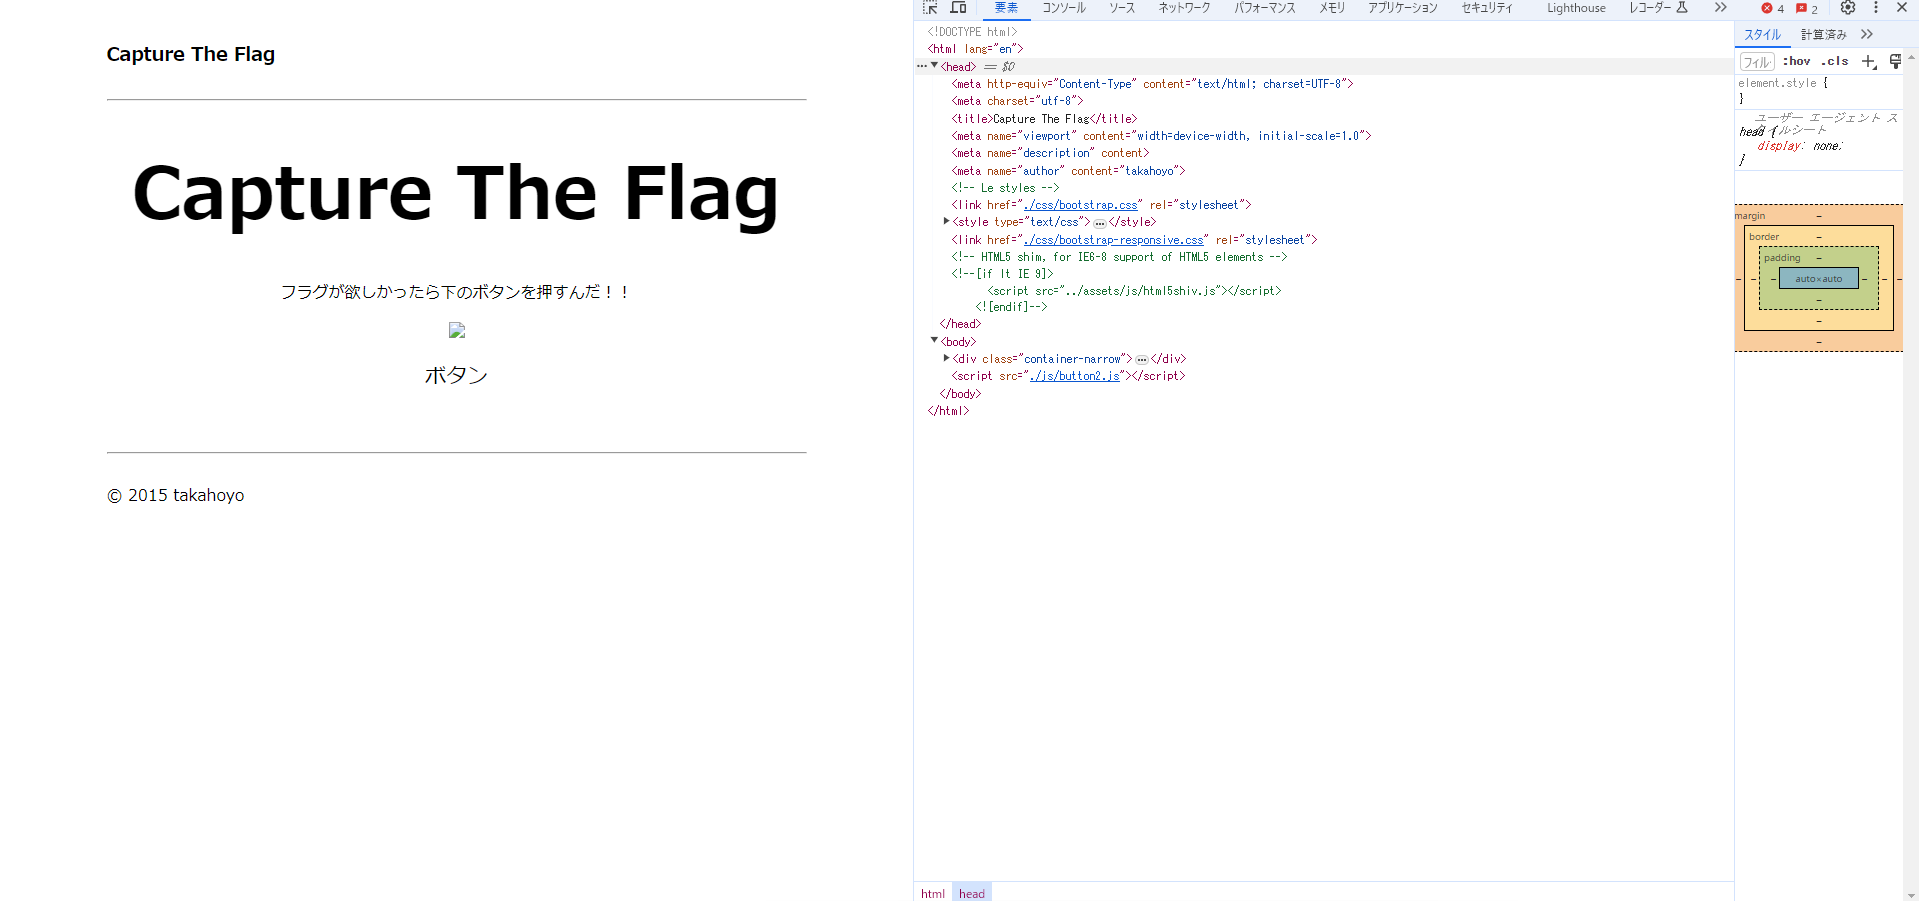 Capture The Flag
Capture The Flag
フラグが欲しかったら下のボタンを押すんだ！！
ボタン
© 2015 takahoyo
要素 コンソール ソース ネットワーク パフォーマンス メモリ アプリケーション セキュリティ Lighthouse レコーダー 4 2
<!DOCTYPE html>
<html lang="en">
<head> == $0
<meta http-equiv="Content-Type" content="text/html; charset=UTF-8">
<meta charset="utf-8">
<title>Capture The Flag</title>
<meta name="viewport" content="width=device-width, initial-scale=1.0">
<meta name="description" content>
<meta name="author" content="takahoyo">
<!-- Le styles -->
<link href="./css/bootstrap.css" rel="stylesheet">
<style type="text/css">…</style>
<link href="./css/bootstrap-responsive.css" rel="stylesheet">
<!-- HTML5 shim, for IE6-8 support of HTML5 elements -->
<!--[if lt IE 9]>
<script src="../assets/js/html5shiv.js"></script>
<![endif]-->
</head>
<body>
<div class="container-narrow">…</div>
<script src="./js/button2.js"></script>
</body>
</html>
html head
スタイル 計算済み
フィル :hov .cls
element.style {
}
ユーザー エージェント スタイルシート
head {
display: none;
}
margin –
border –
padding –
– – – auto×auto – – –
–
–
–